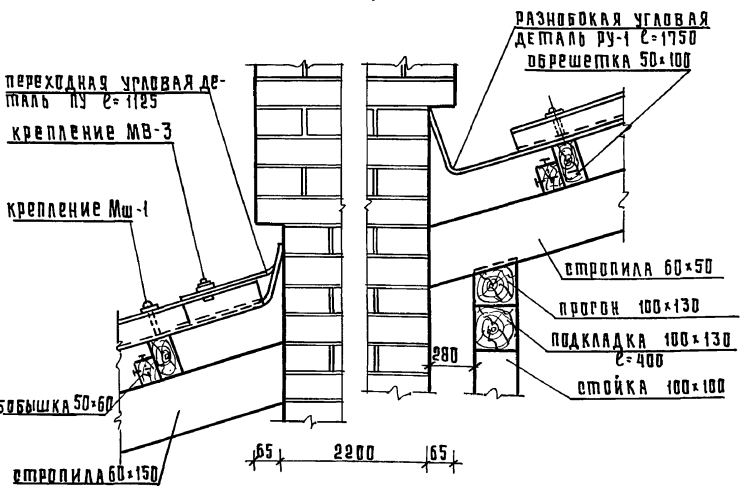 РАЗНОБОКАЯ УГЛОВАЯ
ДЕТАЛЬ РУ-1 ℓ=1750
ОБРЕШЕТКА 50×100
ПЕРЕХОДНАЯ УГЛОВАЯ ДЕ-
ТАЛЬ ПУ ℓ=1125
КРЕПЛЕНИЕ МВ-3
КРЕПЛЕНИЕ Мш-1
СТРОПИЛА 60×50
ПРОГОН 100×130
ПОДКЛАДКА 100×130
ℓ=400
280
СТОЙКА 100×100
БОБЫШКА 50×60
65
2200
65
СТРОПИЛА 60×150